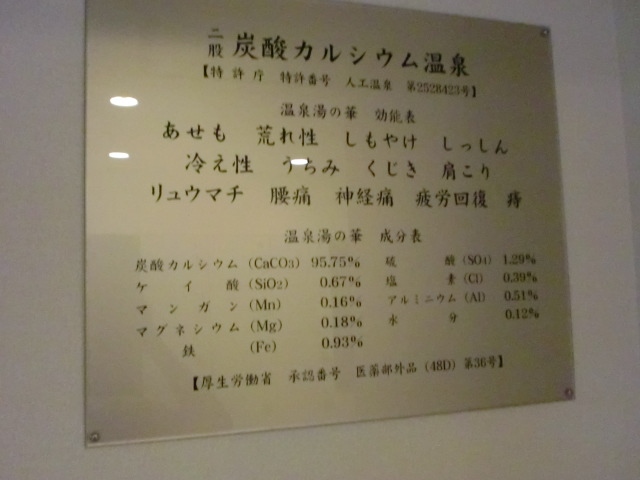 二股 炭酸カルシウム温泉
【特許庁 特許番号 人工温泉 第2528423号】
温泉湯の華 効能表
あせも 荒れ性 しもやけ しっしん
冷え性 うちみ くじき 肩こり
リュウマチ 腰痛 神経痛 疲労回復 痔
温泉湯の華 成分表
炭酸カルシウム (CaCO3) 95.75% 硫酸 (SO4) 1.29%
ケイ酸 (SiO2) 0.67% 塩素 (Cl) 0.39%
マンガン (Mn) 0.16% アルミニウム (Al) 0.51%
マグネシウム (Mg) 0.18% 水分 0.12%
鉄 (Fe) 0.93%
【厚生労働省 承認番号 医薬部外品 (48D) 第36号】